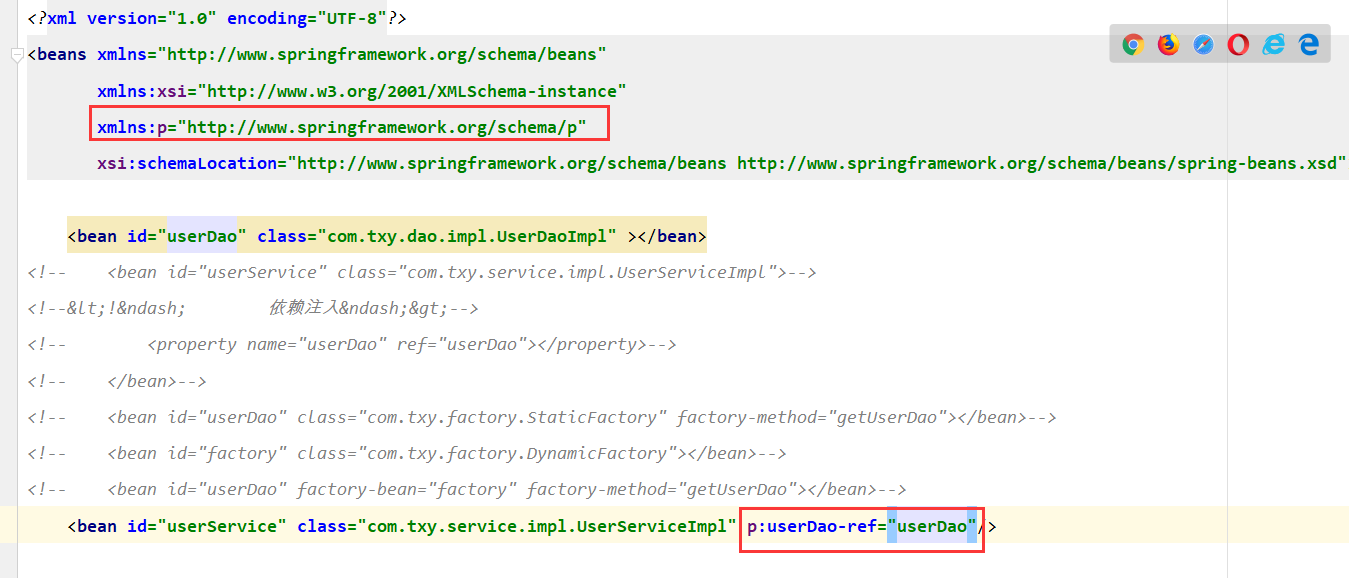 <?xml version="1.0" encoding="UTF-8"?>
<beans xmlns="http://www.springframework.org/schema/beans"
xmlns:xsi="http://www.w3.org/2001/XMLSchema-instance"
xmlns:p="http://www.springframework.org/schema/p"
xsi:schemaLocation="http://www.springframework.org/schema/beans http://www.springframework.org/schema/beans/spring-beans.xsd"
<bean id="userDao" class="com.txy.dao.impl.UserDaoImpl" ></bean>
<!--    <bean id="userService" class="com.txy.service.impl.UserServiceImpl">-->
<!--&lt;!&ndash;        依赖注入&ndash;&gt;-->
<!--        <property name="userDao" ref="userDao"></property>-->
<!--    </bean>-->
<!--    <bean id="userDao" class="com.txy.factory.StaticFactory" factory-method="getUserDao"></bean>-->
<!--    <bean id="factory" class="com.txy.factory.DynamicFactory"></bean>-->
<!--    <bean id="userDao" factory-bean="factory" factory-method="getUserDao"></bean>-->
<bean id="userService" class="com.txy.service.impl.UserServiceImpl" p:userDao-ref="userDao"/>